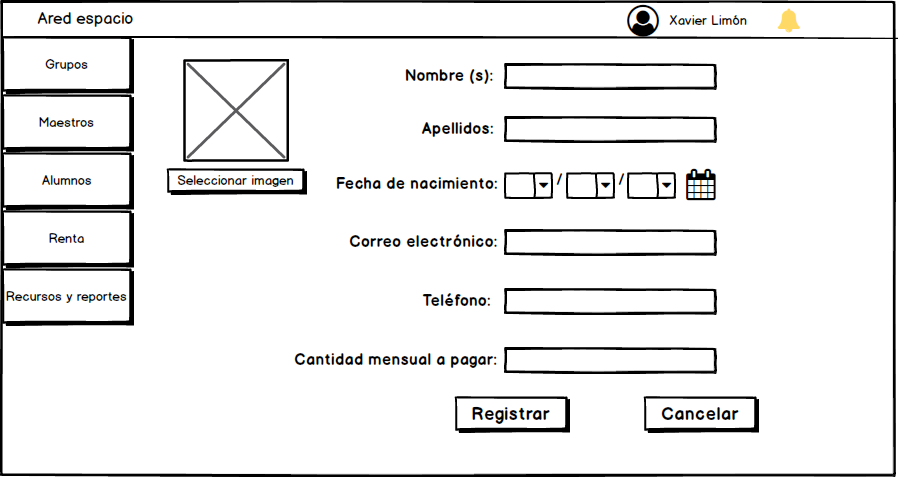 Ared espacio
Xavier Limón
Grupos
Maestros
Alumnos
Renta
Recursos y reportes
Seleccionar imagen
Nombre (s):
Apellidos:
Fecha de nacimiento: / /
Correo electrónico:
Teléfono:
Cantidad mensual a pagar:
Registrar
Cancelar